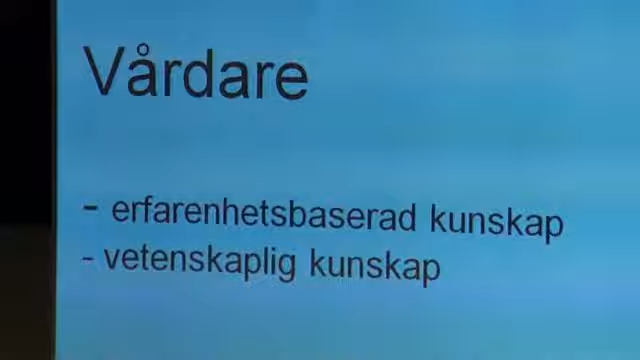 Vårdare
- erfarenhetsbaserad kunskap
- vetenskaplig kunskap